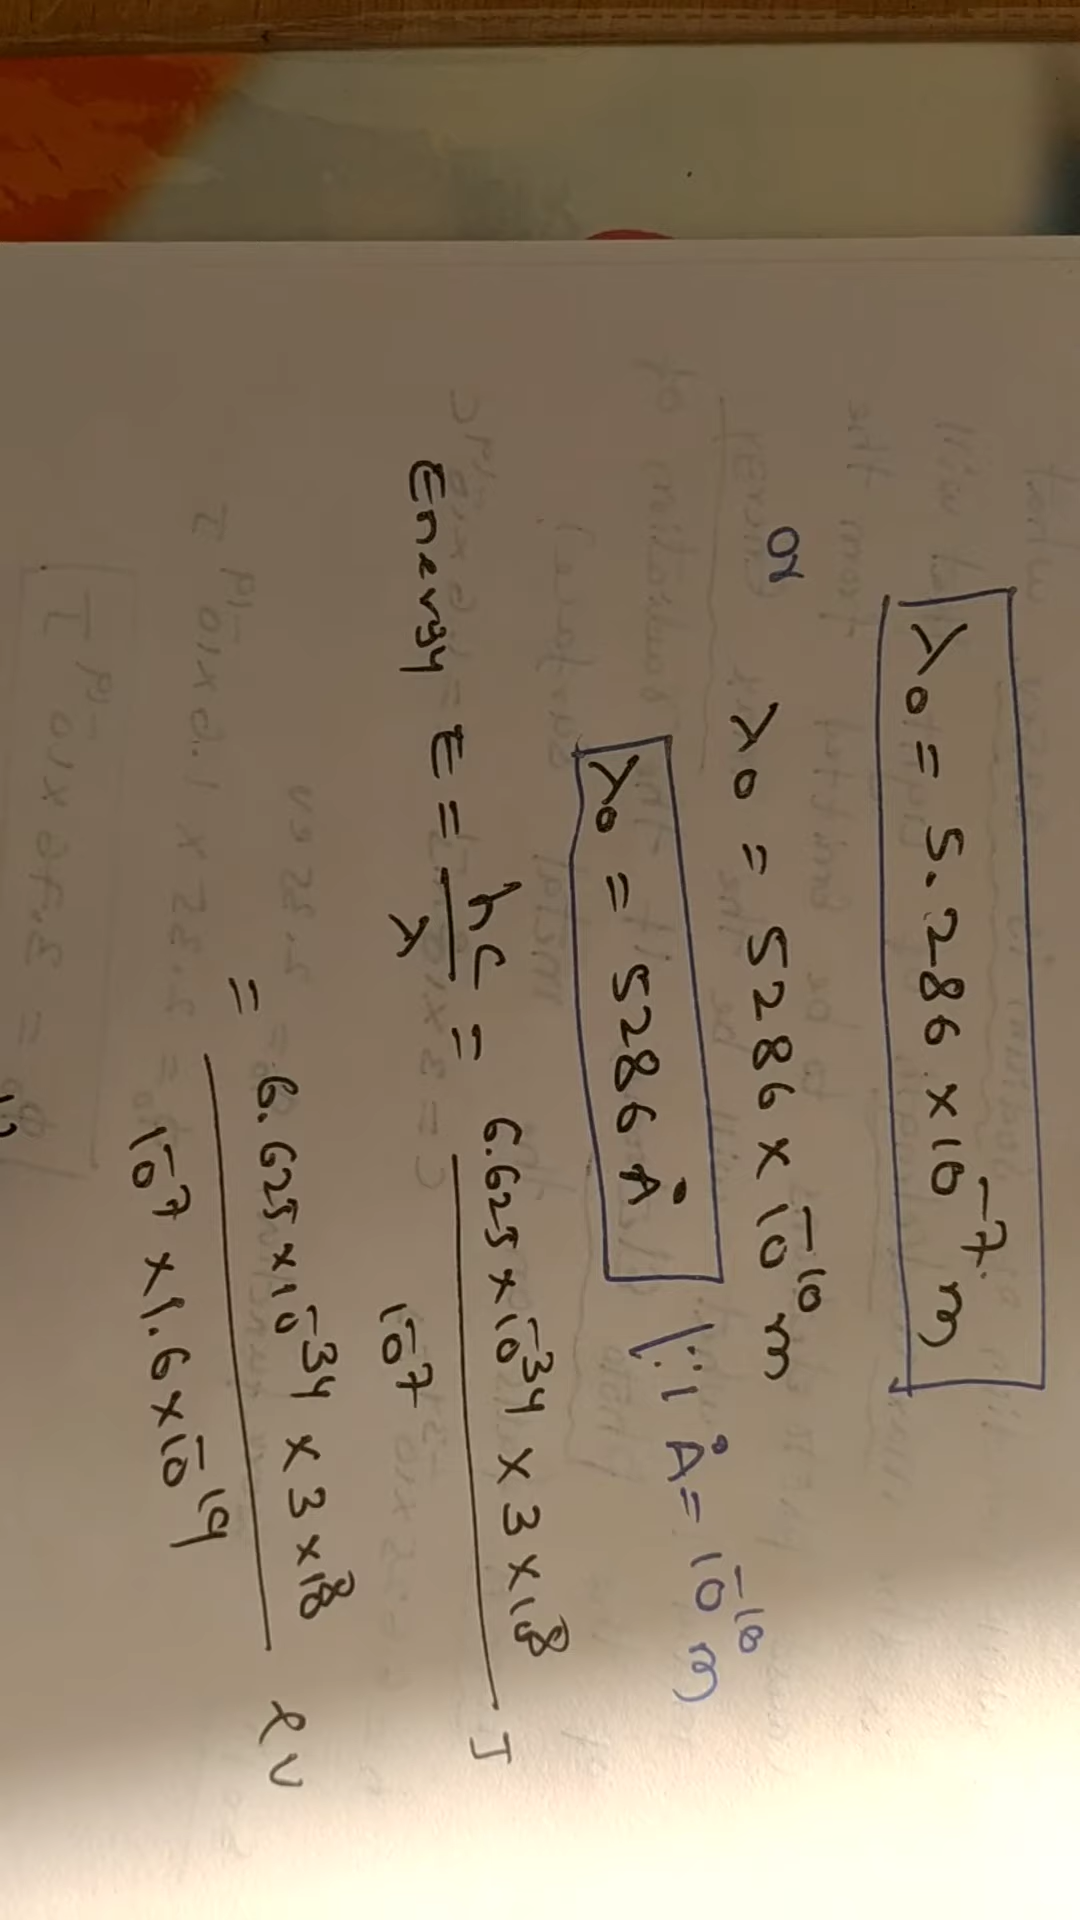 λ₀ = 5.286 × 10⁻⁷ m
or λ₀ = 5286 × 10⁻¹⁰ m
λ₀ = 5286 Å (∵ 1 Å = 10⁻¹⁰ m
Energy E = hc/λ = 6.625 × 10⁻³⁴ × 3 × 10⁸ / 10⁻⁷ J
= 6.625 × 10⁻³⁴ × 3 × 10⁸ / 10⁻⁷ × 1.6 × 10⁻¹⁹ eV